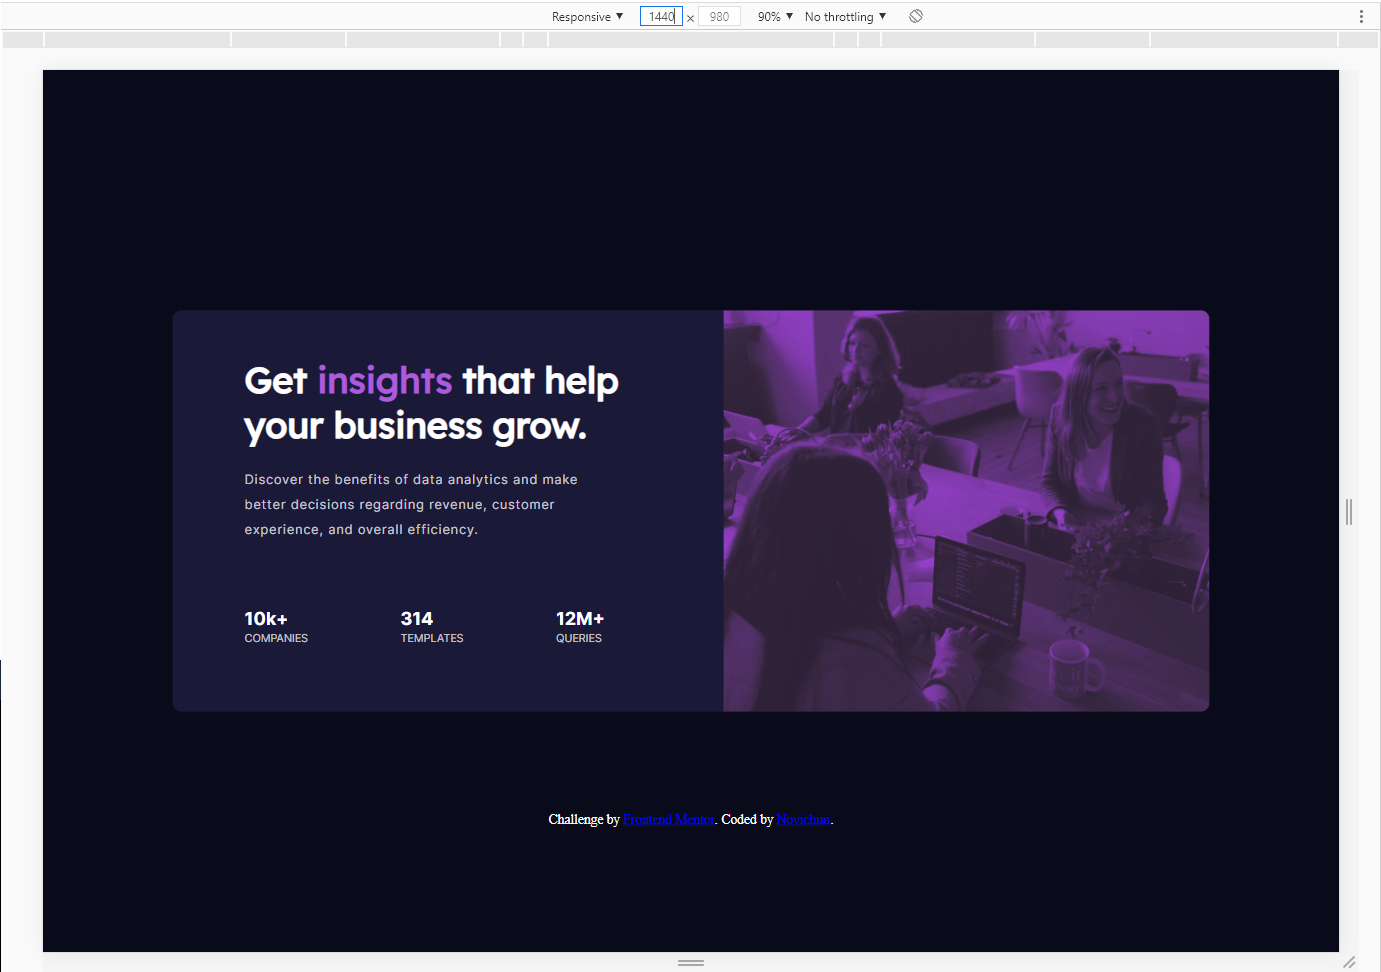 Responsive ▼ 1440 × 980 90% ▼ No throttling ▼
Get insights that help
your business grow.
Discover the benefits of data analytics and make
better decisions regarding revenue, customer
experience, and overall efficiency.
10k+ 314 12M+
COMPANIES TEMPLATES QUERIES
Challenge by Frontend Mentor. Coded by Novichun.